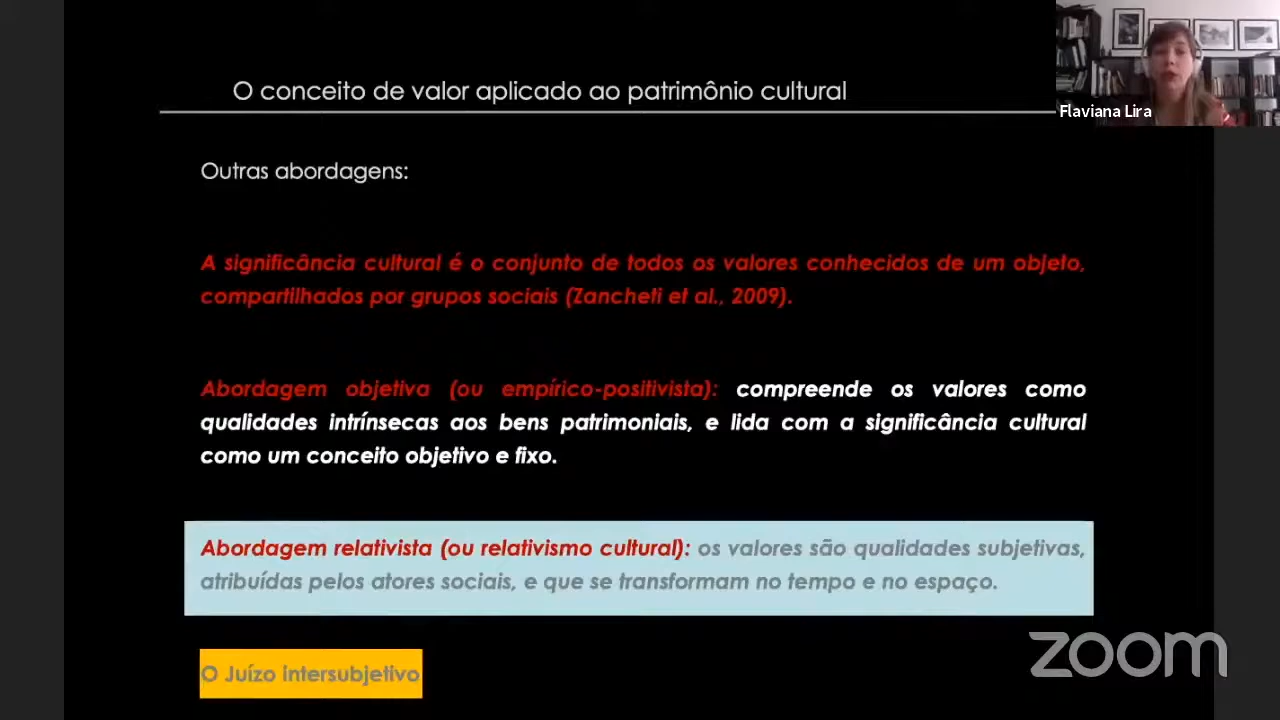 O conceito de valor aplicado ao patrimônio cultural
Flaviana Lira
Outras abordagens:
A significância cultural é o conjunto de todos os valores conhecidos de um objeto,
compartilhados por grupos sociais (Zancheti et al., 2009).
Abordagem objetiva (ou empírico-positivista): compreende os valores como
qualidades intrínsecas aos bens patrimoniais, e lida com a significância cultural
como um conceito objetivo e fixo.
Abordagem relativista (ou relativismo cultural): os valores são qualidades subjetivas,
atribuídas pelos atores sociais, e que se transformam no tempo e no espaço.
zoom
O Juízo intersubjetivo